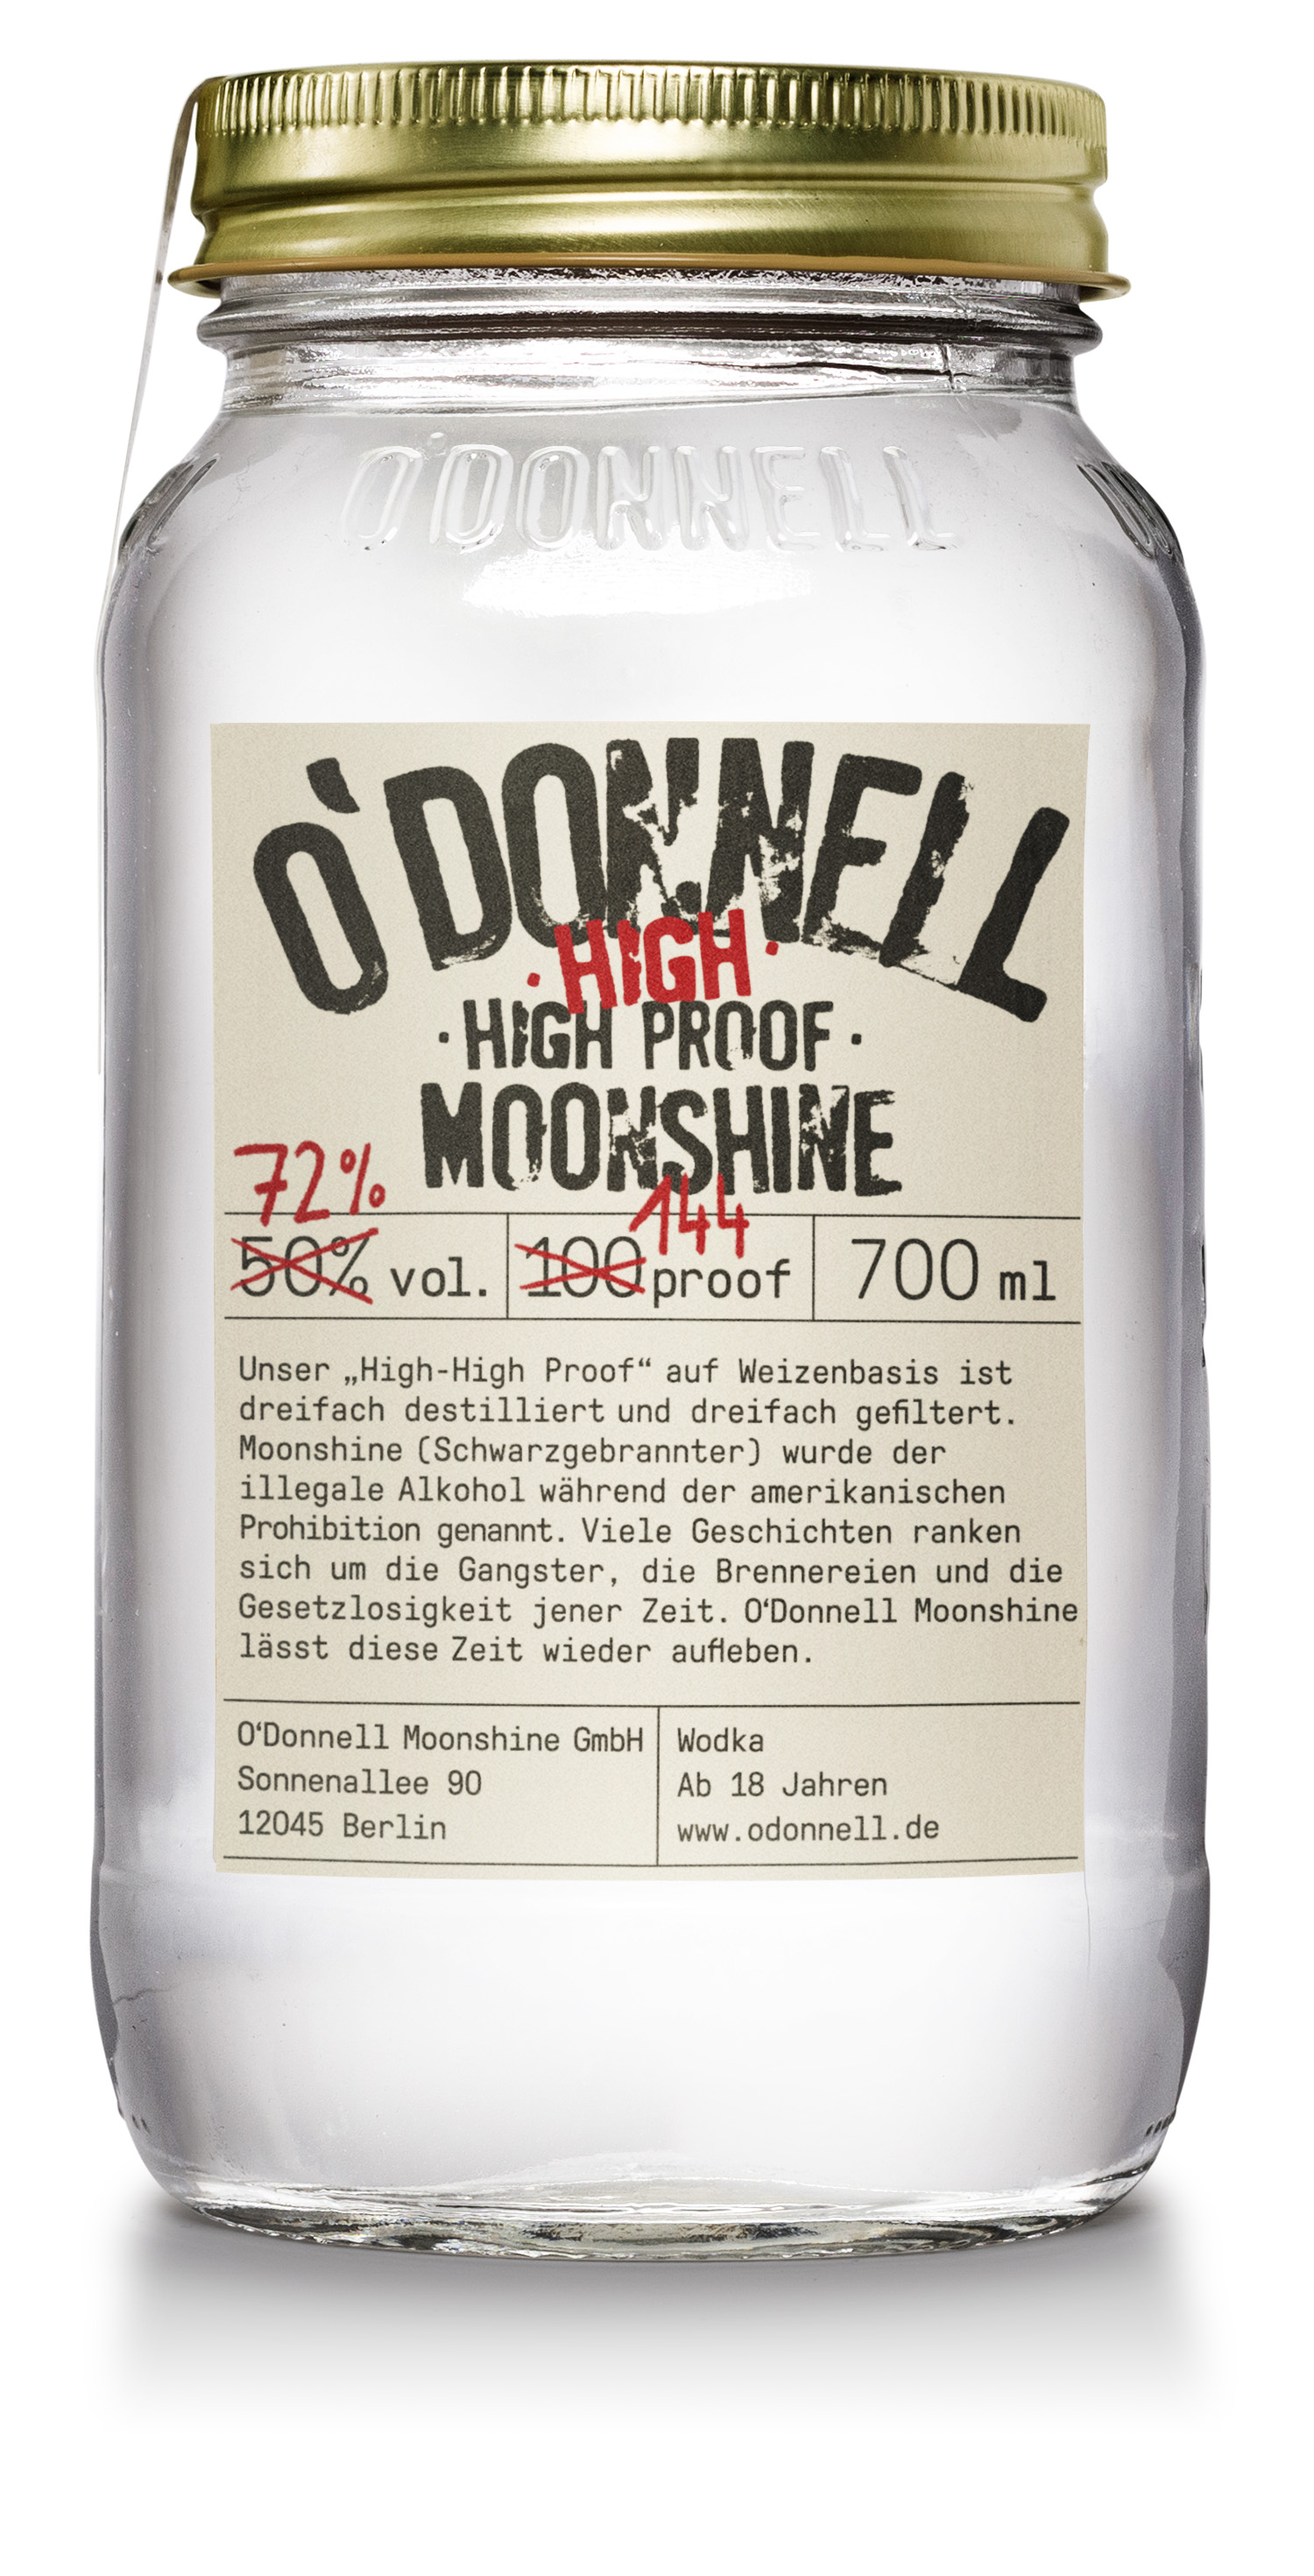 O'DONNELL
O'DONNELL
· HIGH ·
· HIGH PROOF ·
MOONSHINE
72%
144
50% vol.
100 proof
700 ml
Unser „High-High Proof“ auf Weizenbasis ist
dreifach destilliert und dreifach gefiltert.
Moonshine (Schwarzgebrannter) wurde der
illegale Alkohol während der amerikanischen
Prohibition genannt. Viele Geschichten ranken
sich um die Gangster, die Brennereien und die
Gesetzlosigkeit jener Zeit. O‘Donnell Moonshine
lässt diese Zeit wieder aufleben.
O‘Donnell Moonshine GmbH
Sonnenallee 90
12045 Berlin
Wodka
Ab 18 Jahren
www.odonnell.de